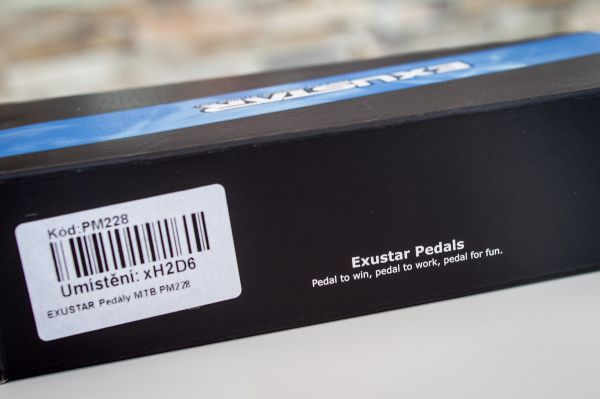 EXUSTAR
Kód:PM228
Umístění: xH2D6
EXUSTAR Pedály MTB PM228
Exustar Pedals
Pedal to win, pedal to work, pedal for fun.